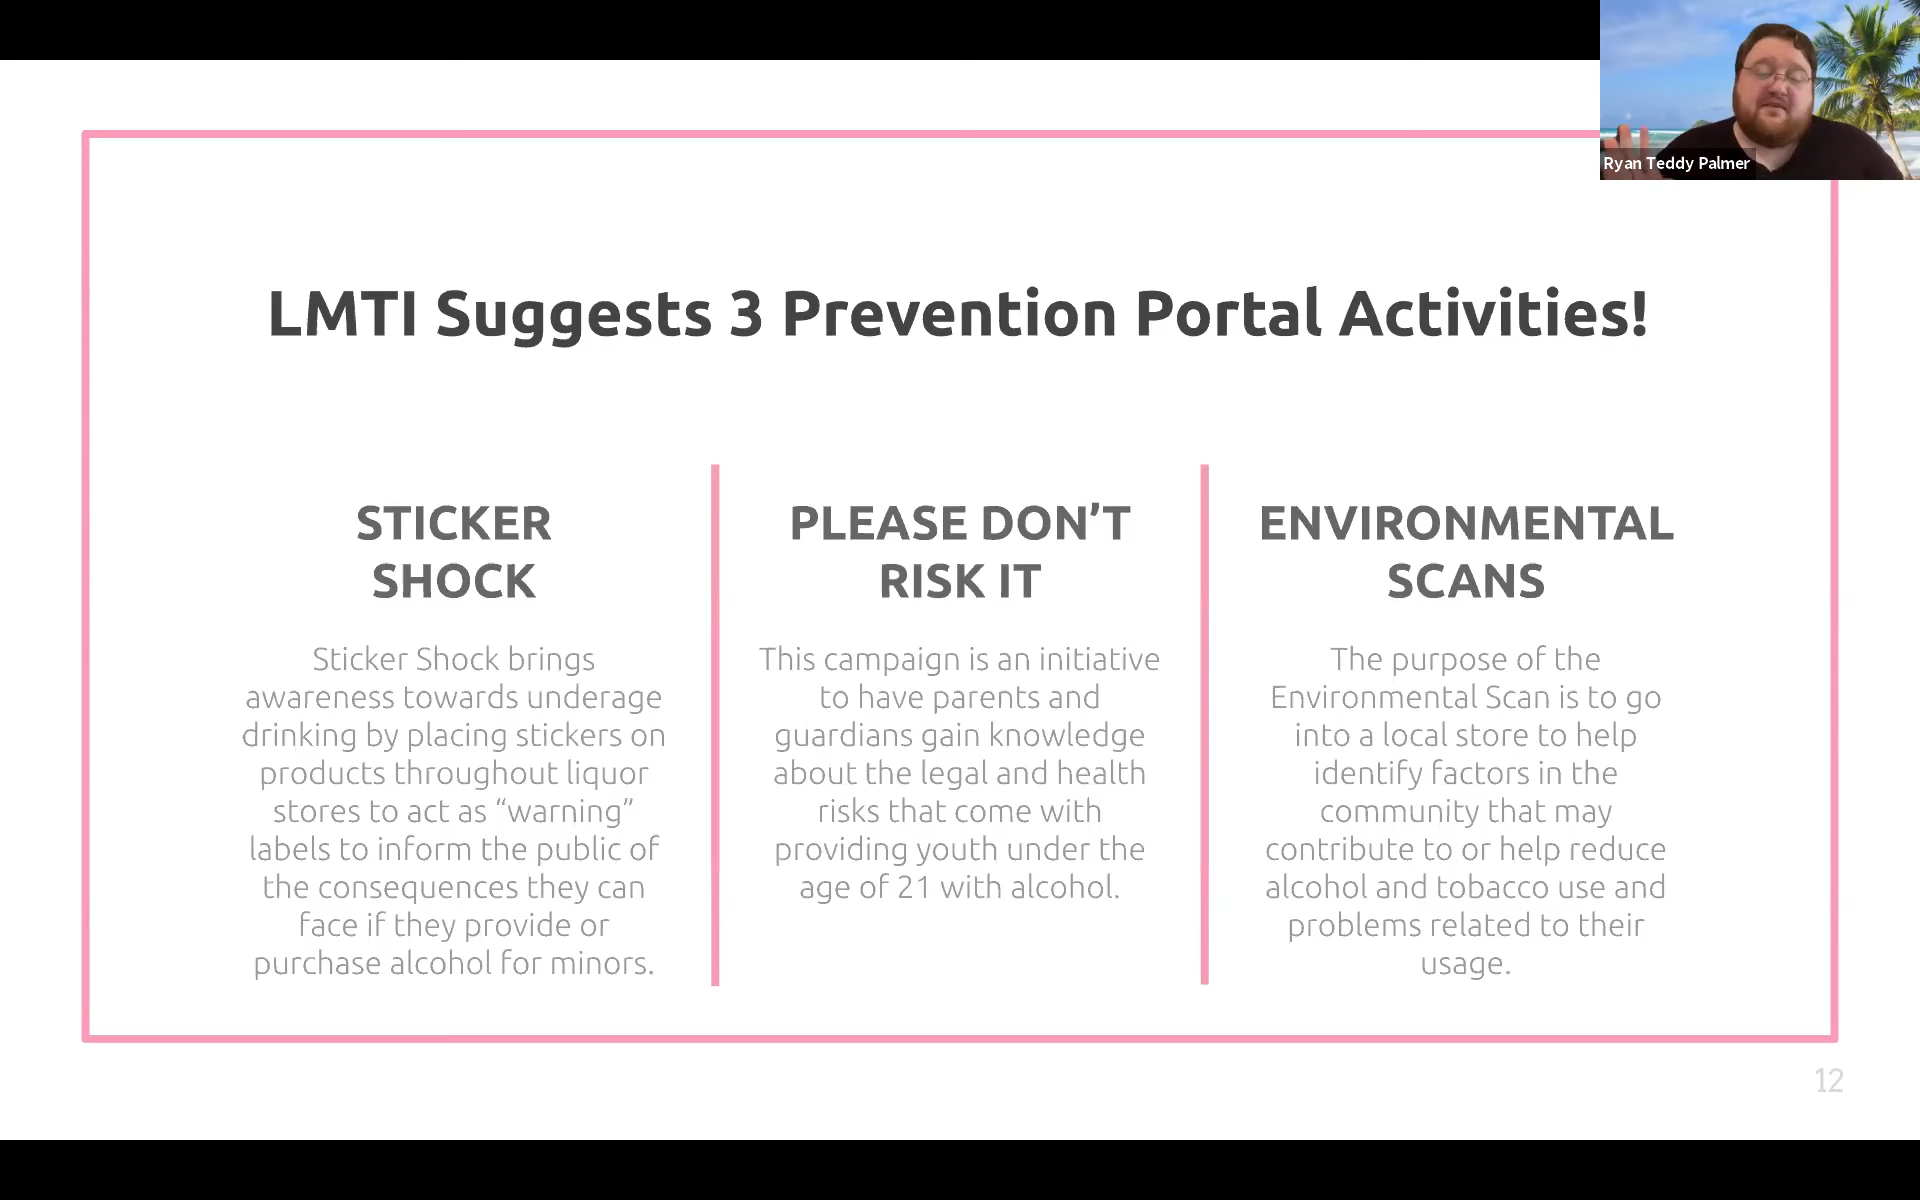 Ryan Teddy Palmer
LMTI Suggests 3 Prevention Portal Activities!
STICKER
SHOCK
Sticker Shock brings
awareness towards underage
drinking by placing stickers on
products throughout liquor
stores to act as “warning”
labels to inform the public of
the consequences they can
face if they provide or
purchase alcohol for minors.
PLEASE DON’T
RISK IT
This campaign is an initiative
to have parents and
guardians gain knowledge
about the legal and health
risks that come with
providing youth under the
age of 21 with alcohol.
ENVIRONMENTAL
SCANS
The purpose of the
Environmental Scan is to go
into a local store to help
identify factors in the
community that may
contribute to or help reduce
alcohol and tobacco use and
problems related to their
usage.
12